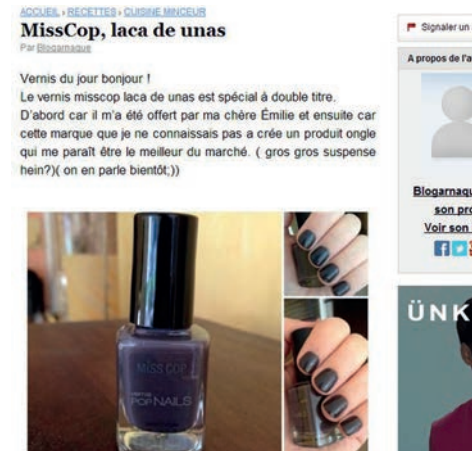 ACCUEIL › RECETTES › CUISINE MINCEUR
MissCop, laca de unas
Par Blogarnaque
Vernis du jour bonjour !
Le vernis misscop laca de unas est spécial à double titre.
D'abord car il m'a été offert par ma chère Émilie et ensuite car
cette marque que je ne connaissais pas a crée un produit ongle
qui me paraît être le meilleur du marché. ( gros gros suspense
hein?)( on en parle bientôt;))
MISS COP
POP NAILS
Signaler un
A propos de l'a
Blogarnaqu
son pro
Voir son
ÜNK